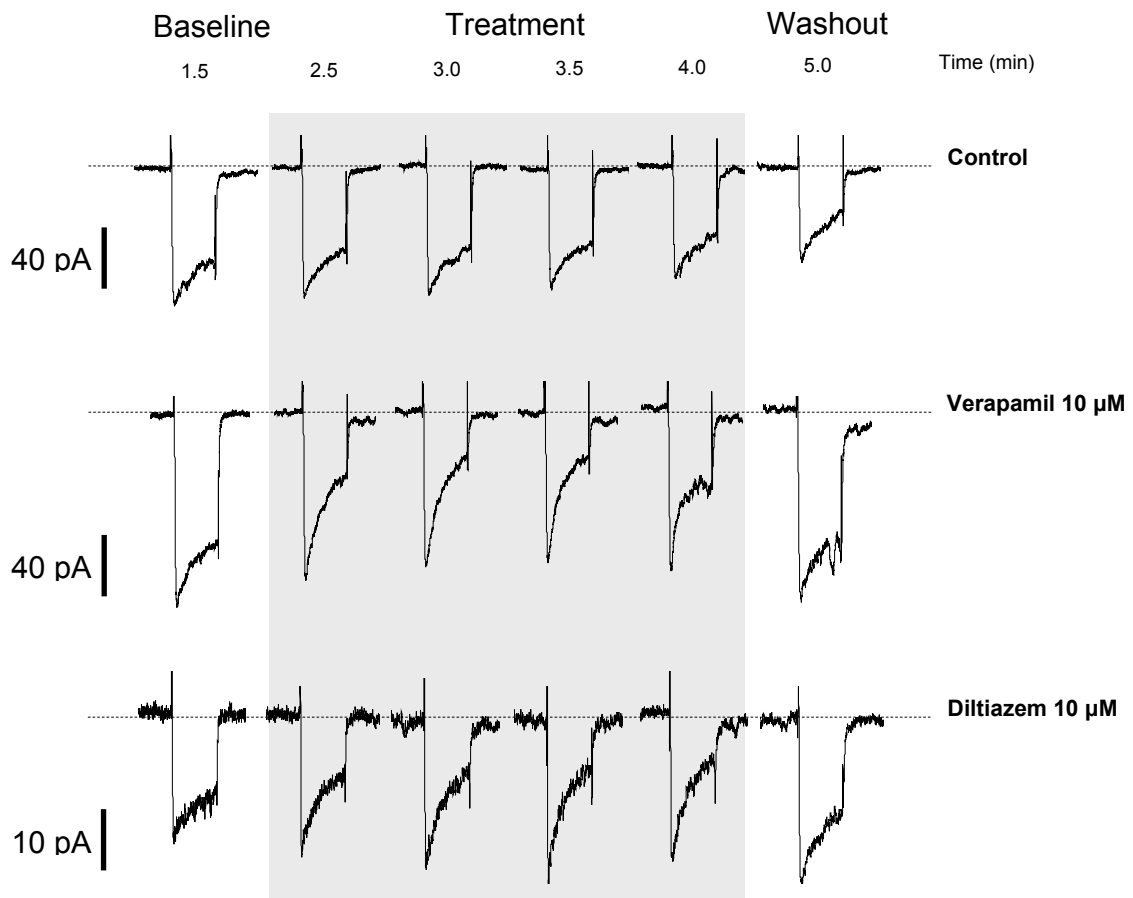 Baseline Treatment Washout
1.5 2.5 3.0 3.5 4.0 5.0 Time (min)
Control
40 pA
Verapamil 10 µM
40 pA
Diltiazem 10 µM
10 pA